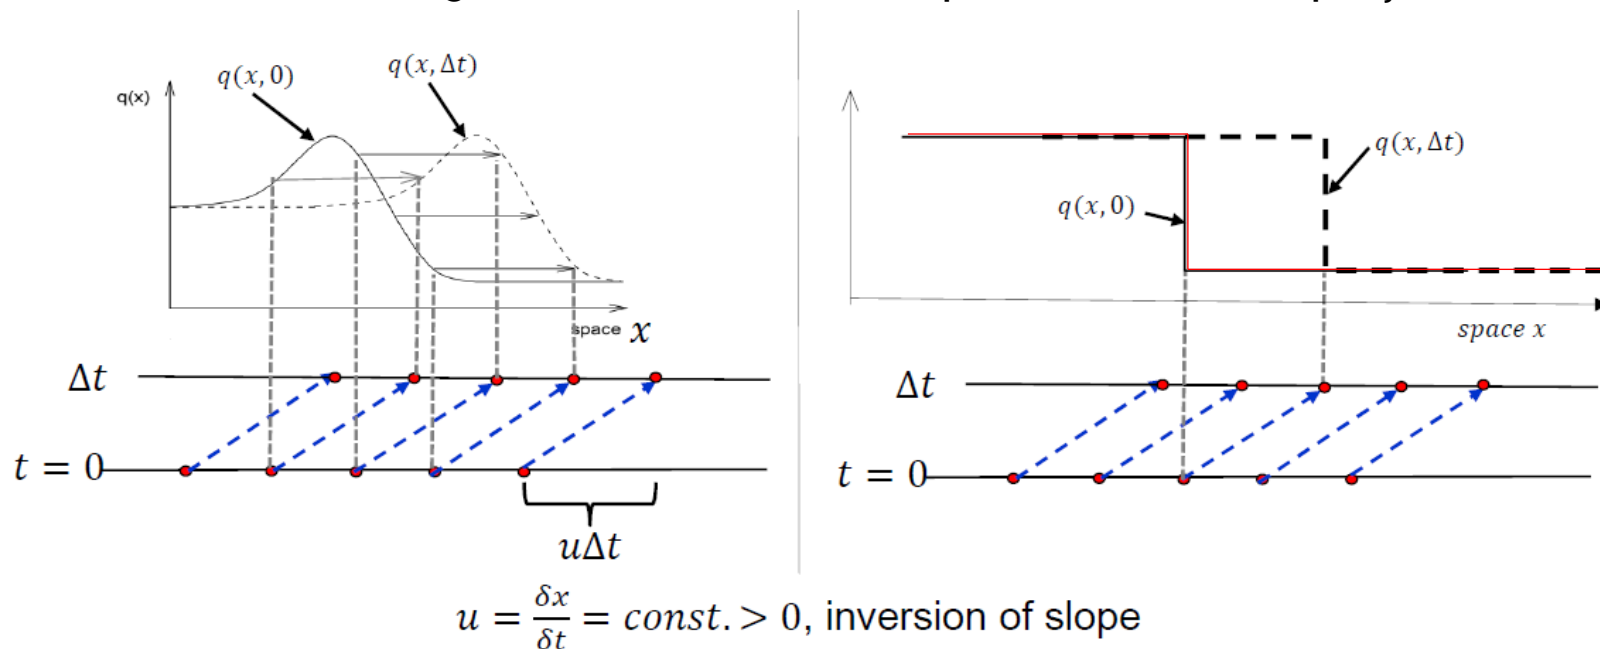 q(x, 0)
q(x, Δt)
q(x)
space x
Δt
t = 0
uΔt
q(x, Δt)
q(x, 0)
space x
Δt
t = 0
u = δx/δt = const. > 0, inversion of slope